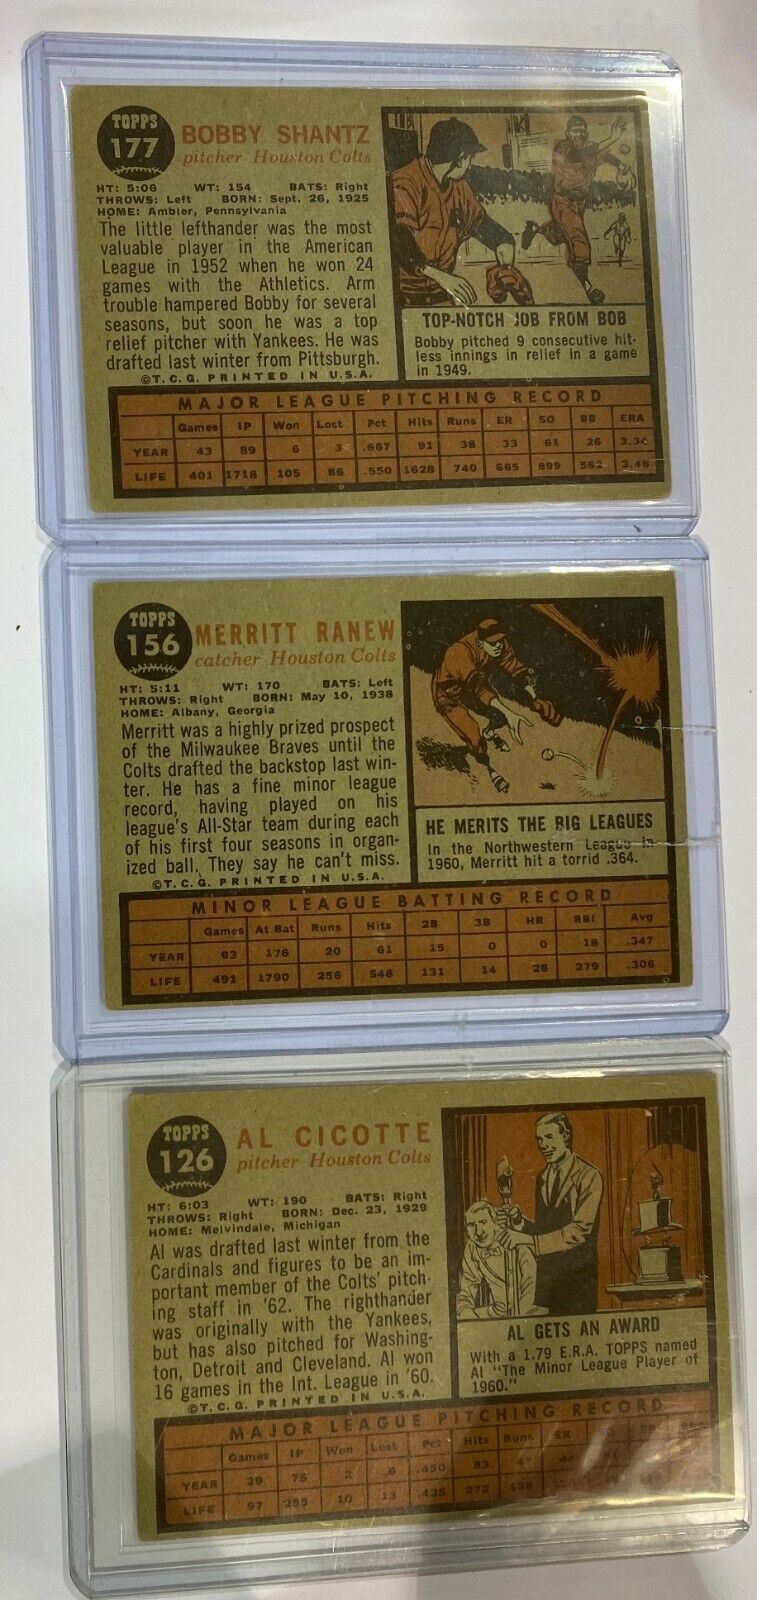 TOPPS
177
BOBBY SHANTZ
pitcher Houston Colts
HT: 5:06 WT: 154 BATS: Right
THROWS: Left BORN: Sept. 26, 1925
HOME: Ambler, Pennsylvania
The little lefthander was the most
valuable player in the American
League in 1952 when he won 24
games with the Athletics. Arm
trouble hampered Bobby for several
seasons, but soon he was a top
relief pitcher with Yankees. He was
drafted last winter from Pittsburgh.
©T.C.G. PRINTED IN U.S.A.
TOP-NOTCH JOB FROM BOB
Bobby pitched 9 consecutive hit-
less innings in relief in a game
in 1949.
MAJOR LEAGUE PITCHING RECORD
Games IP Won Lost Pct Hits Runs ER SO BB ERA
YEAR 43 89 6 3 .667 91 38 33 61 26 3.34
LIFE 401 1718 105 86 .550 1628 740 665 899 562 3.48
TOPPS
156
MERRITT RANEW
catcher Houston Colts
HT: 5:11 WT: 170 BATS: Left
THROWS: Right BORN: May 10, 1938
HOME: Albany, Georgia
Merritt was a highly prized prospect
of the Milwaukee Braves until the
Colts drafted the backstop last win-
ter. He has a fine minor league
record, having played on his
league's All-Star team during each
of his first four seasons in organ-
ized ball. They say he can't miss.
©T.C.G. PRINTED IN U.S.A.
HE MERITS THE BIG LEAGUES
In the Northwestern League in
1960, Merritt hit a torrid .364.
MINOR LEAGUE BATTING RECORD
Games At Bat Runs Hits 2B 3B HR RBI Avg
YEAR 63 176 20 61 15 0 0 18 .347
LIFE 491 1790 256 548 131 14 28 279 .306
TOPPS
126
AL CICOTTE
pitcher Houston Colts
HT: 6:03 WT: 190 BATS: Right
THROWS: Right BORN: Dec. 23, 1929
HOME: Melvindale, Michigan
Al was drafted last winter from the
Cardinals and figures to be an im-
portant member of the Colts' pitch-
ing staff in '62. The righthander
was originally with the Yankees,
but has also pitched for Washing-
ton, Detroit and Cleveland. Al won
16 games in the Int. League in '60.
©T.C.G. PRINTED IN U.S.A.
AL GETS AN AWARD
With a 1.79 E.R.A. TOPPS named
Al "The Minor League Player of
1960."
MAJOR LEAGUE PITCHING RECORD
Games IP Won Lost Pct Hits Runs ER
YEAR 29 75 2 83 47
LIFE 97 255 10 13 .435 272